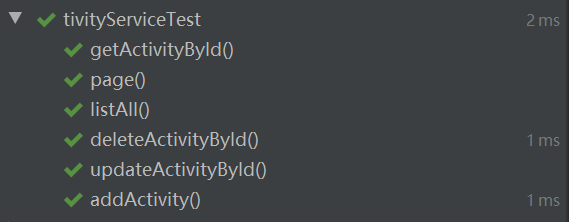 tivityServiceTest 2 ms
getActivityById()
page()
listAll()
deleteActivityById() 1 ms
updateActivityById()
addActivity() 1 ms